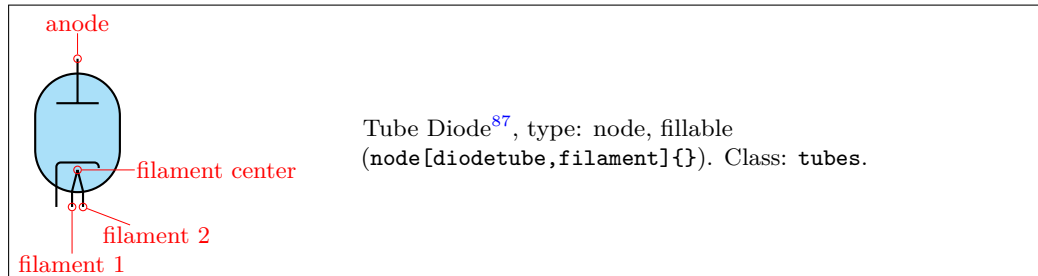 anode
filament center
filament 2
filament 1
Tube Diode87, type: node, fillable
(node[diodetube,filament]{}). Class: tubes.